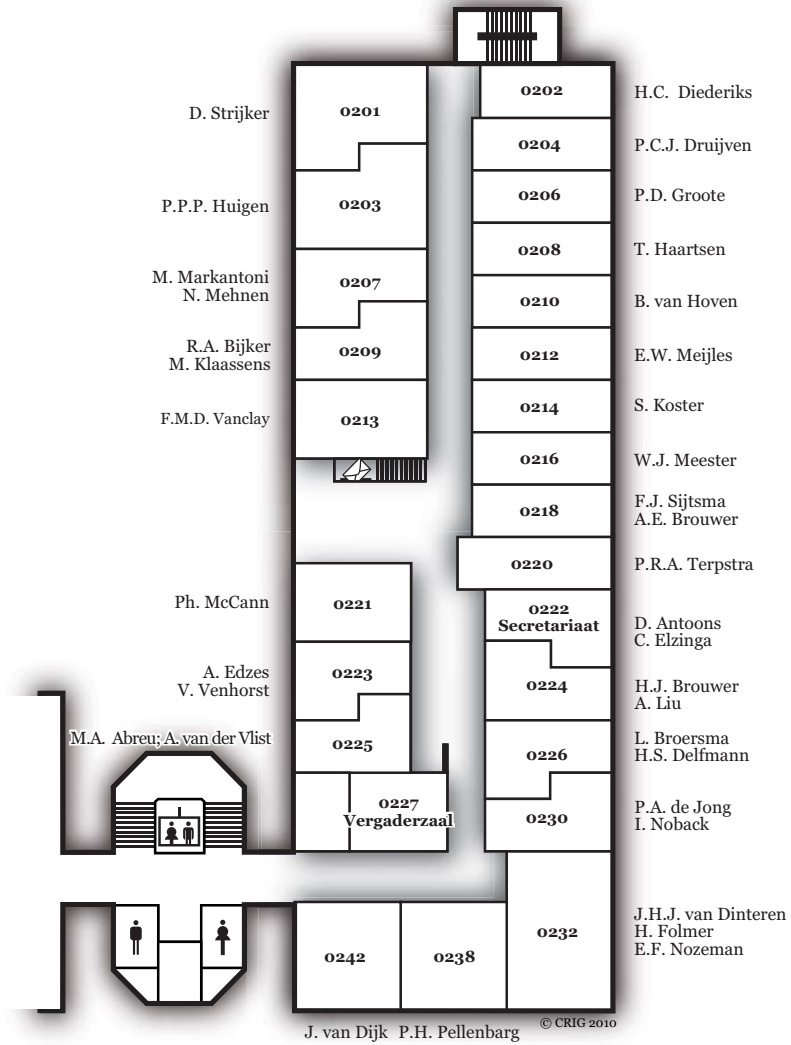 D. Strijker
0201
0202
H.C. Diederiks
0204
P.C.J. Druijven
P.P.P. Huigen
0203
0206
P.D. Groote
M. Markantoni
N. Mehnen
0207
0208
T. Haartsen
0210
B. van Hoven
R.A. Bijker
M. Klaassens
0209
0212
E.W. Meijles
F.M.D. Vanclay
0213
0214
S. Koster
0216
W.J. Meester
0218
F.J. Sijtsma
A.E. Brouwer
0220
P.R.A. Terpstra
Ph. McCann
0221
0222
Secretariaat
D. Antoons
C. Elzinga
A. Edzes
V. Venhorst
0223
0224
H.J. Brouwer
A. Liu
M.A. Abreu; A. van der Vlist
0225
0226
L. Broersma
H.S. Delfmann
0227
Vergaderzaal
0230
P.A. de Jong
I. Noback
0242
0238
0232
J.H.J. van Dinteren
H. Folmer
E.F. Nozeman
J. van Dijk P.H. Pellenbarg
© CRIG 2010